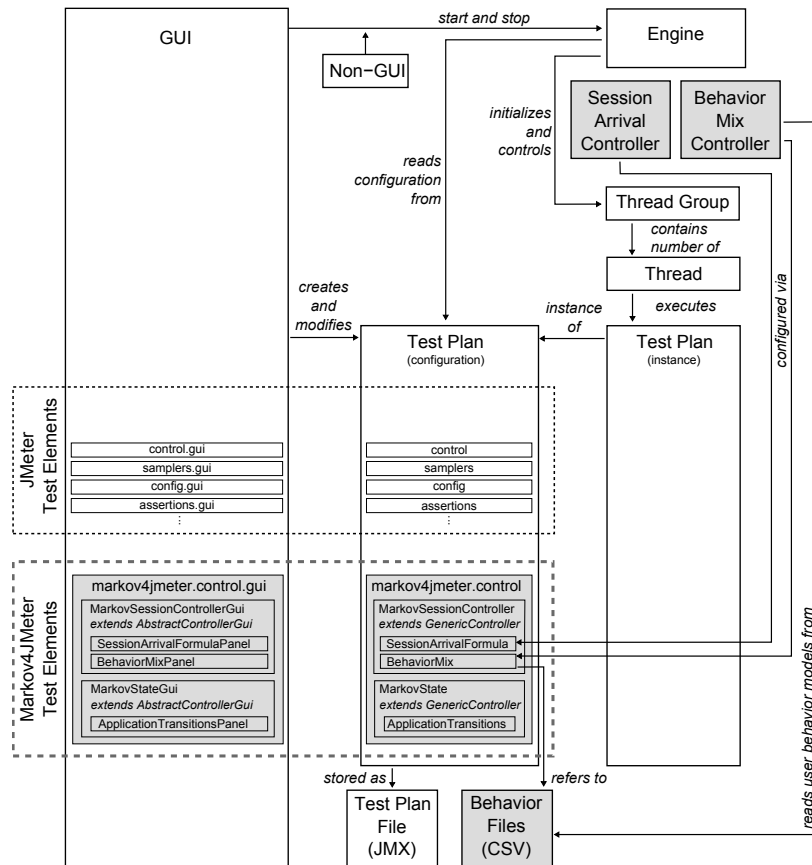 GUI
start and stop
Non−GUI
Engine
Session
Arrival
Controller
Behavior
Mix
Controller
initializes
and
controls
reads
configuration
from
Thread Group
contains
number of
Thread
executes
creates
and
modifies
instance
of
configured via
Test Plan
(configuration)
Test Plan
(instance)
JMeter
Test Elements
control.gui
samplers.gui
config.gui
assertions.gui
...
control
samplers
config
assertions
...
Markov4JMeter
Test Elements
markov4jmeter.control.gui
MarkovSessionControllerGui
extends AbstractControllerGui
SessionArrivalFormulaPanel
BehaviorMixPanel
MarkovStateGui
extends AbstractControllerGui
ApplicationTransitionsPanel
markov4jmeter.control
MarkovSessionController
extends GenericController
SessionArrivalFormula
BehaviorMix
MarkovState
extends GenericController
ApplicationTransitions
reads user behavior models from
stored as
refers to
Test Plan
File
(JMX)
Behavior
Files
(CSV)